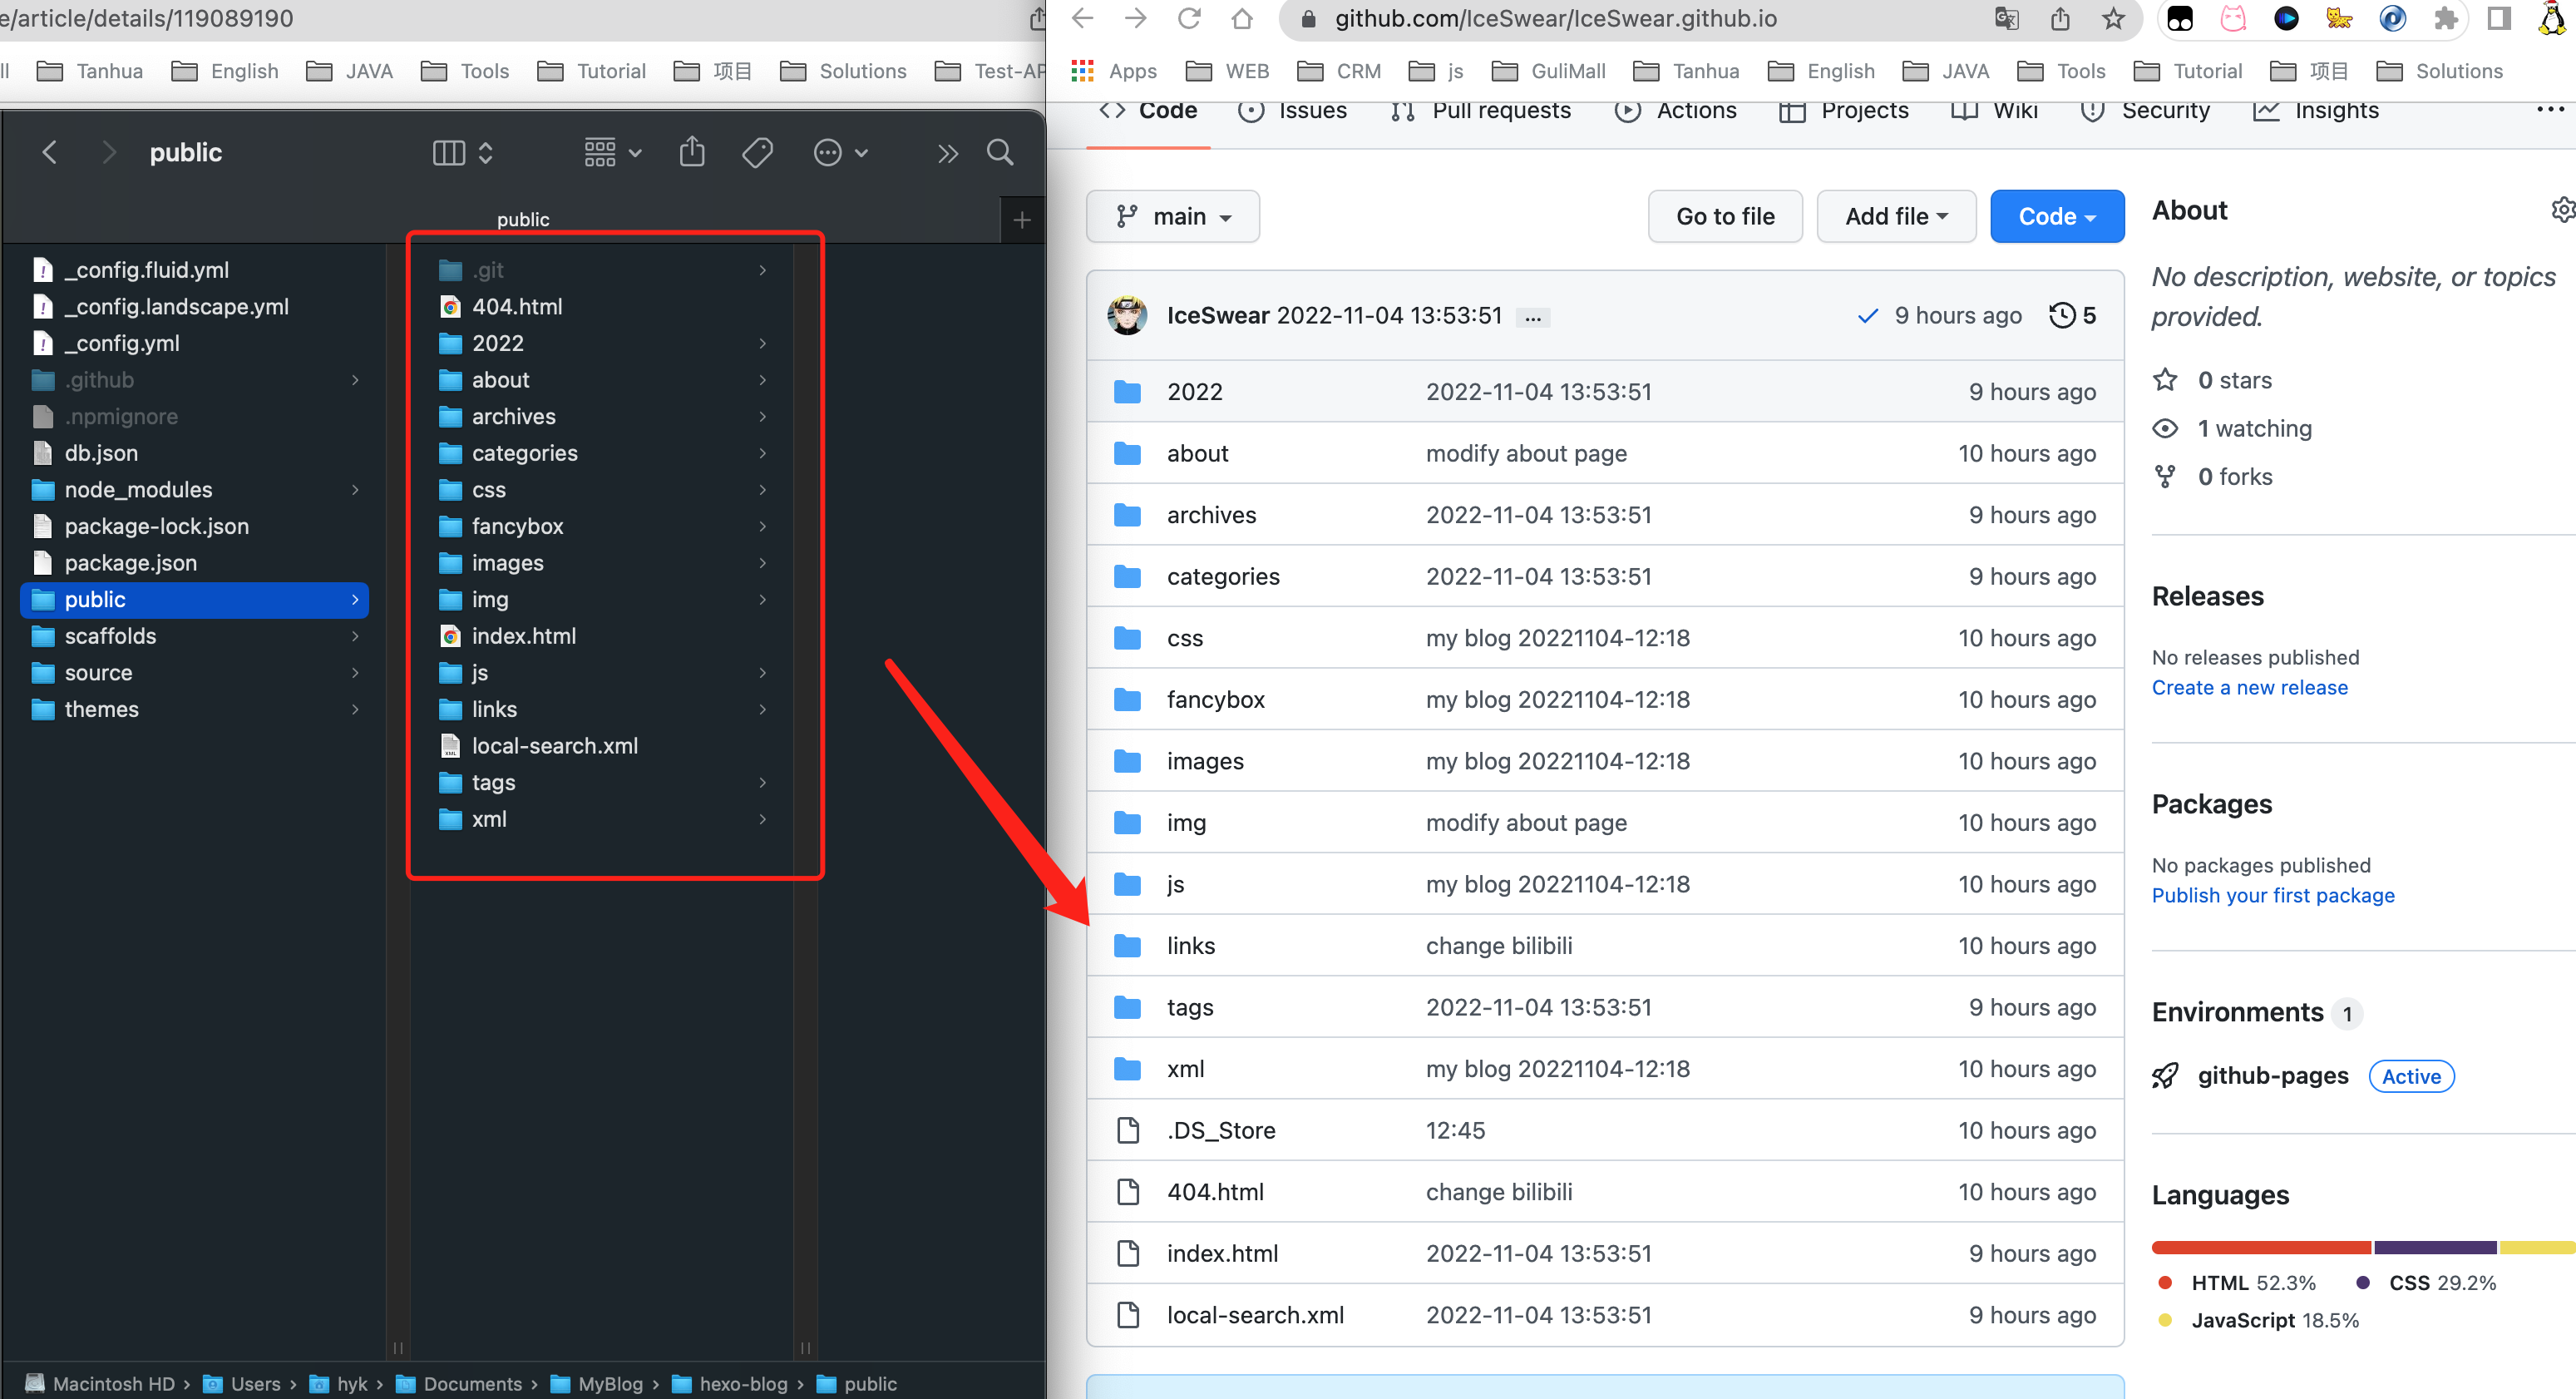 e/article/details/119089190
ll Tanhua English JAVA Tools Tutorial 项目 Solutions Test-AP
public
public
_config.fluid.yml
_config.landscape.yml
_config.yml
.github
.npmignore
db.json
node_modules
package-lock.json
package.json
public
scaffolds
source
themes
.git
404.html
2022
about
archives
categories
css
fancybox
images
img
index.html
js
links
local-search.xml
tags
xml
Macintosh HD › Users › hyk › Documents › MyBlog › hexo-blog › public
github.com/IceSwear/IceSwear.github.io
Apps WEB CRM js GuliMall Tanhua English JAVA Tools Tutorial 项目 Solutions
Code Issues Pull requests Actions Projects Wiki Security Insights ...
main Go to file Add file Code
IceSwear 2022-11-04 13:53:51 ... 9 hours ago 5
2022 2022-11-04 13:53:51 9 hours ago
about modify about page 10 hours ago
archives 2022-11-04 13:53:51 9 hours ago
categories 2022-11-04 13:53:51 9 hours ago
css my blog 20221104-12:18 10 hours ago
fancybox my blog 20221104-12:18 10 hours ago
images my blog 20221104-12:18 10 hours ago
img modify about page 10 hours ago
js my blog 20221104-12:18 10 hours ago
links change bilibili 10 hours ago
tags 2022-11-04 13:53:51 9 hours ago
xml my blog 20221104-12:18 10 hours ago
.DS_Store 12:45 10 hours ago
404.html change bilibili 10 hours ago
index.html 2022-11-04 13:53:51 9 hours ago
local-search.xml 2022-11-04 13:53:51 9 hours ago
About
No description, website, or topics
provided.
0 stars
1 watching
0 forks
Releases
No releases published
Create a new release
Packages
No packages published
Publish your first package
Environments 1
github-pages Active
Languages
HTML 52.3% CSS 29.2%
JavaScript 18.5%